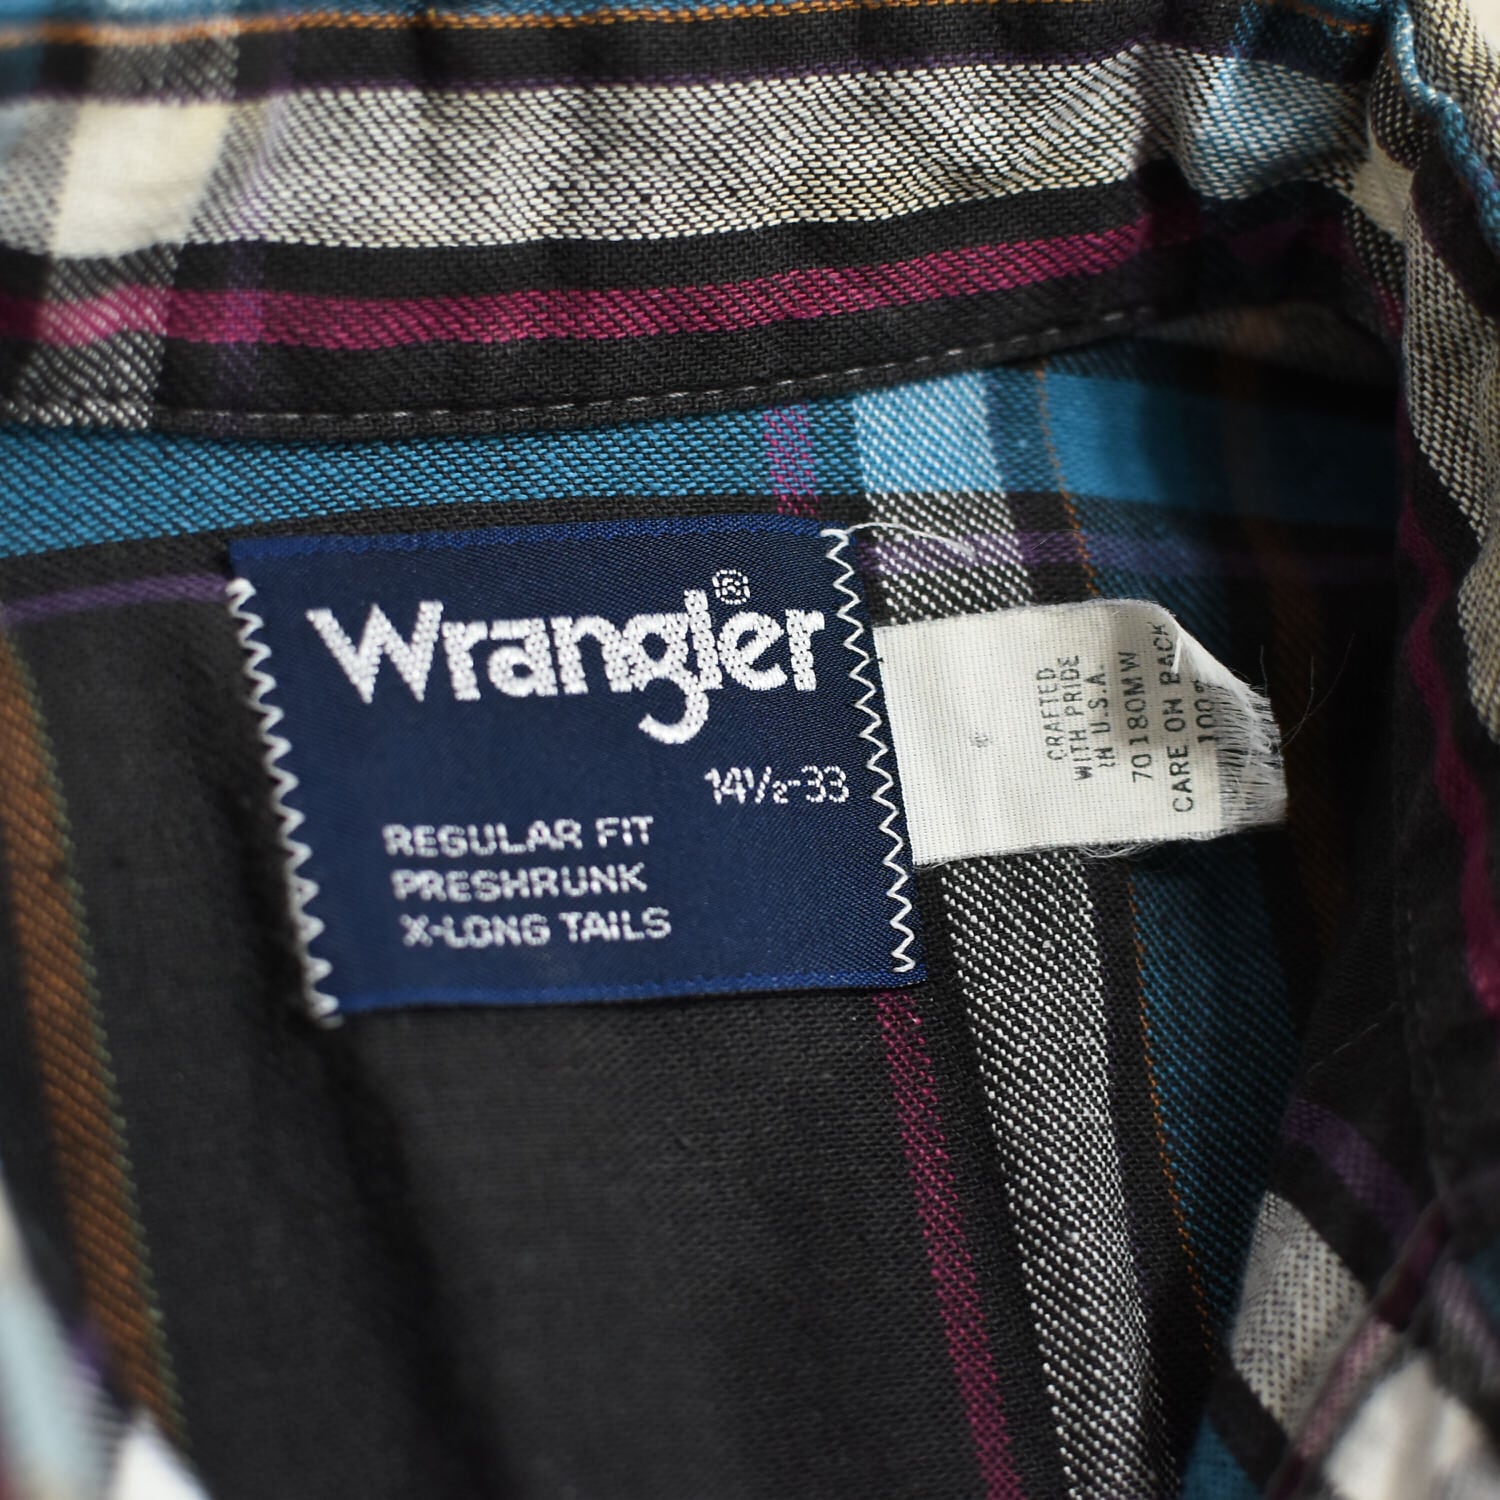 Wrangler®
14½-33
REGULAR FIT
PRESHRUNK
X-LONG TAILS
CRAFTED
WITH PRIDE
IN U.S.A.
70180MW
CARE ON BACK